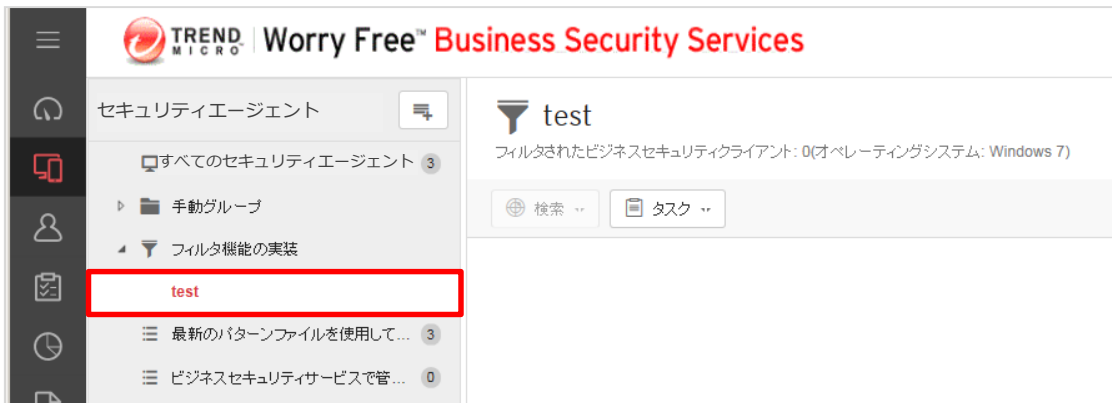 TREND MICRO Worry Free™ Business Security Services
セキュリティエージェント
すべてのセキュリティエージェント 3
手動グループ
フィルタ機能の実装
test
最新のパターンファイルを使用して... 3
ビジネスセキュリティサービスで管... 0
test
フィルタされたビジネスセキュリティクライアント: 0(オペレーティングシステム: Windows 7)
検索 タスク